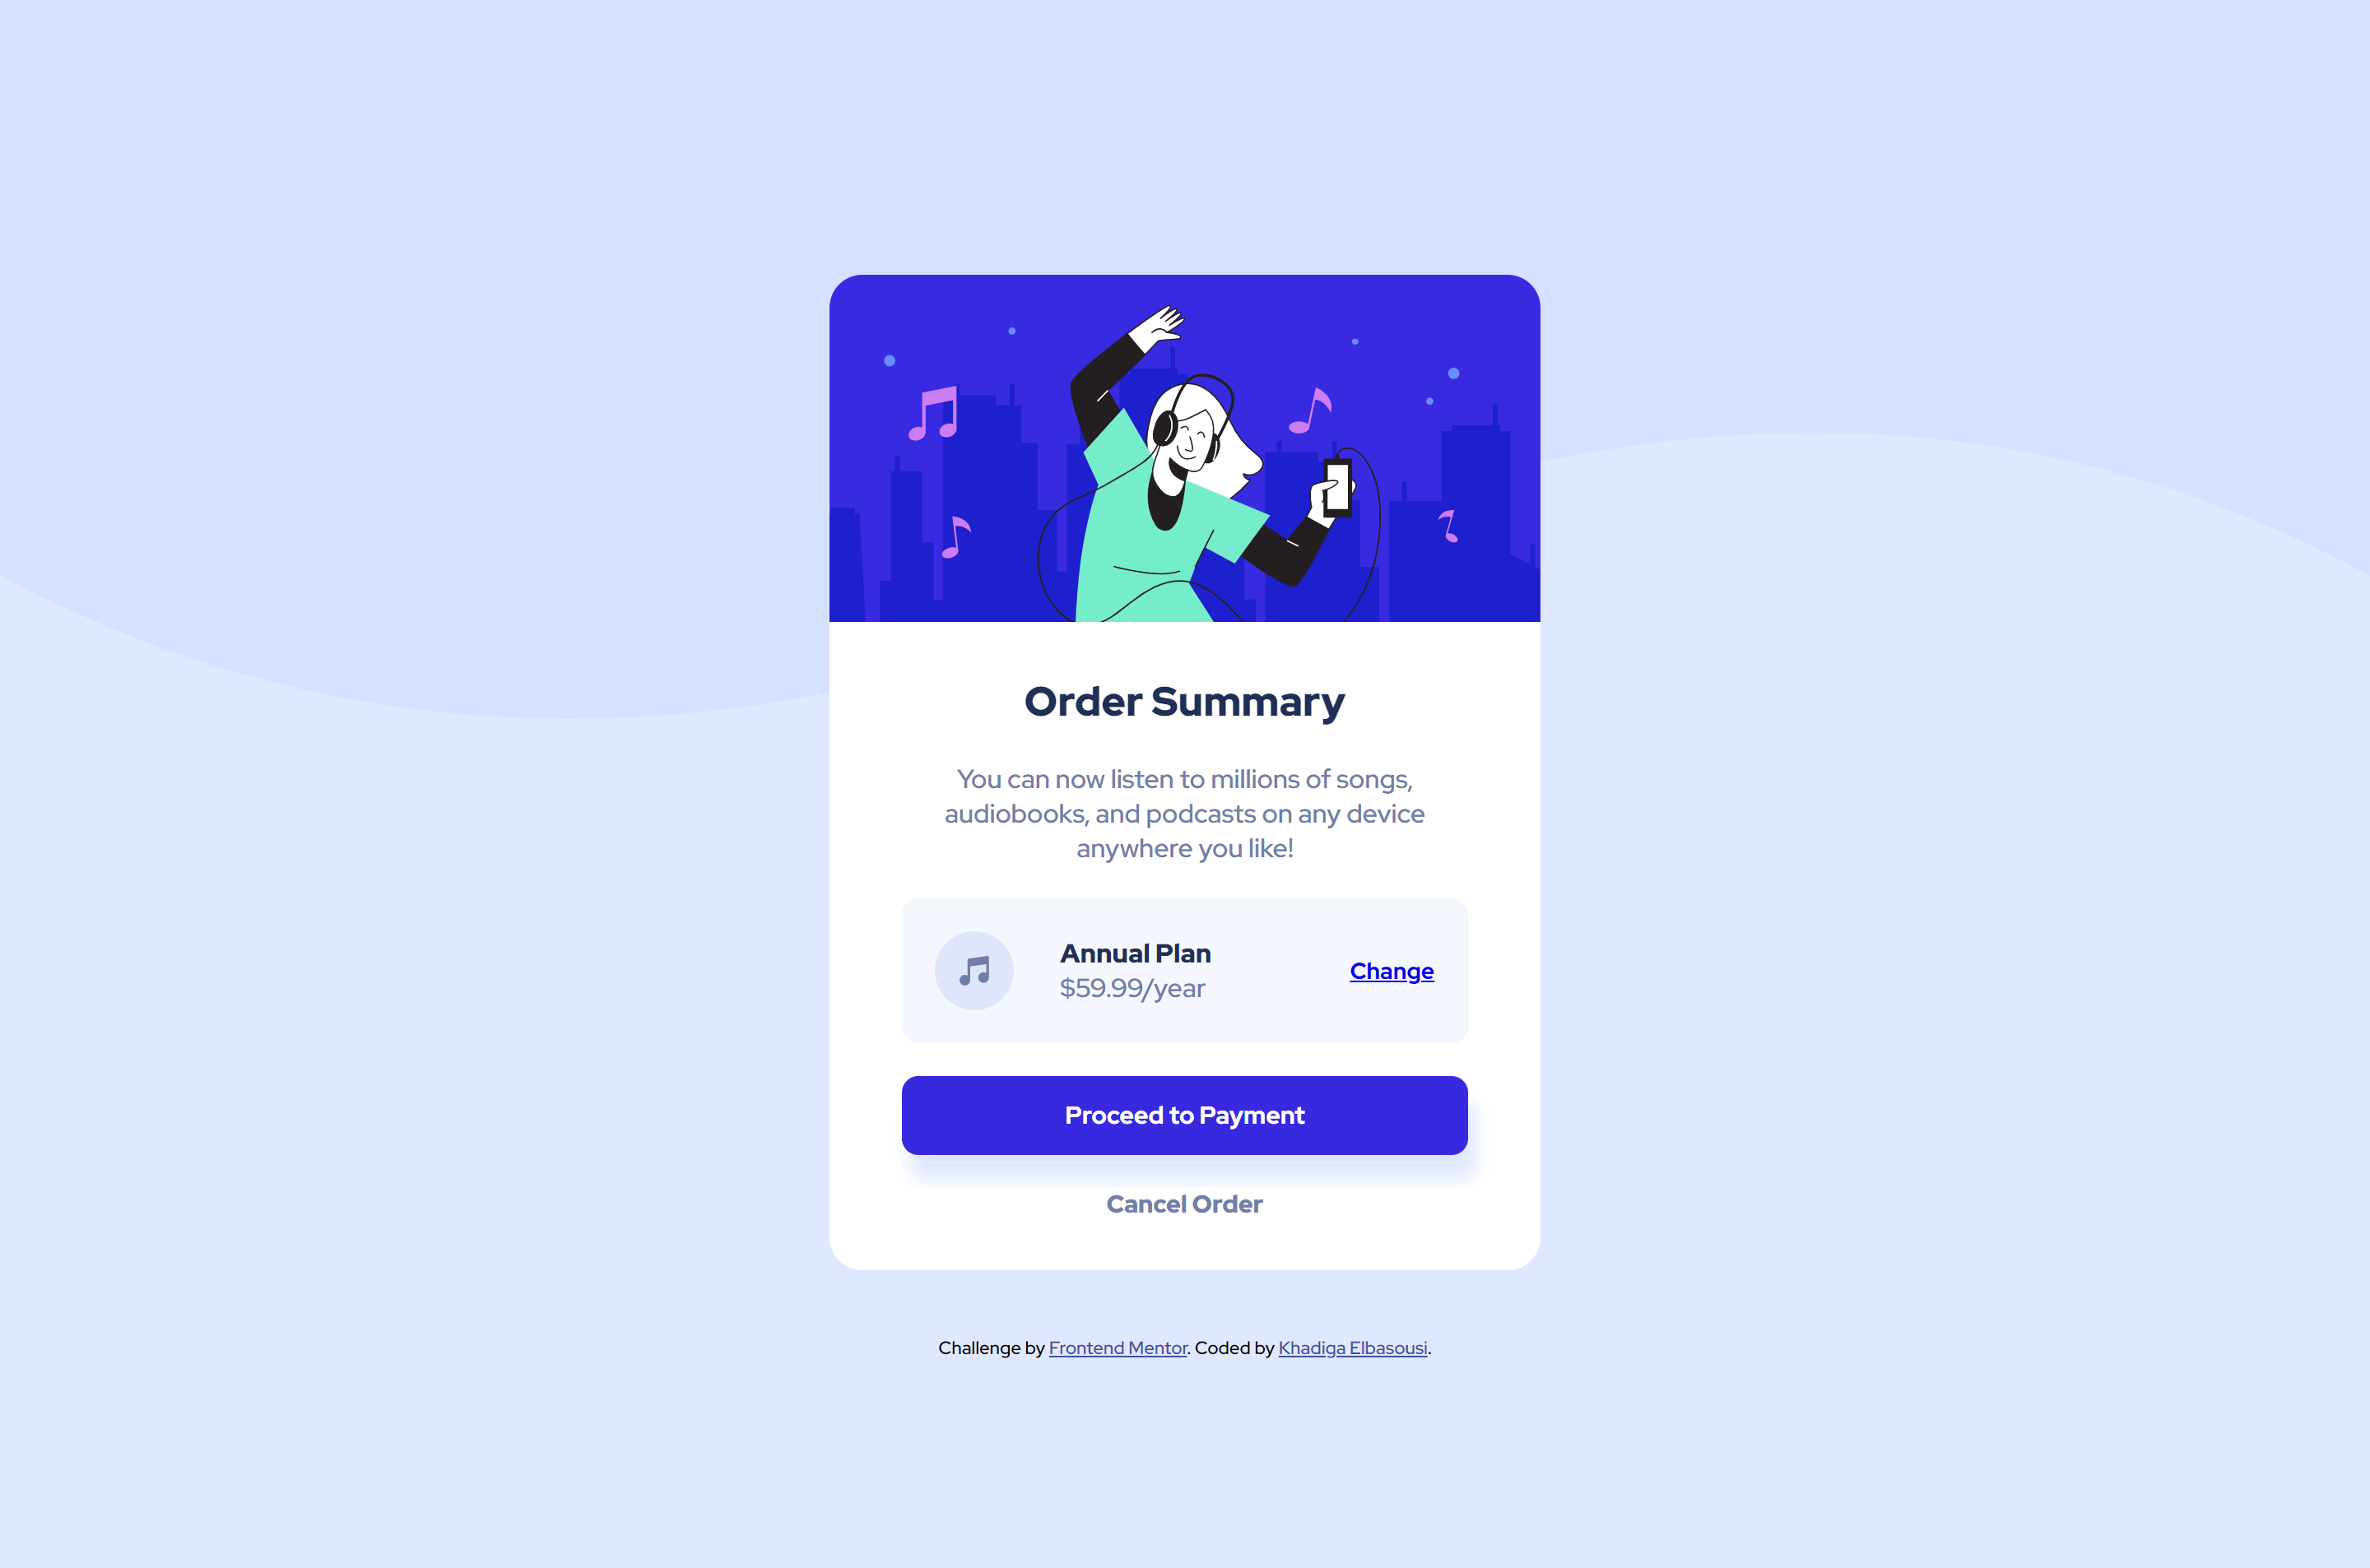 Order Summary
You can now listen to millions of songs,
audiobooks, and podcasts on any device
anywhere you like!
Annual Plan
$59.99/year
Change
Proceed to Payment
Cancel Order
Challenge by Frontend Mentor. Coded by Khadiga Elbasousi.